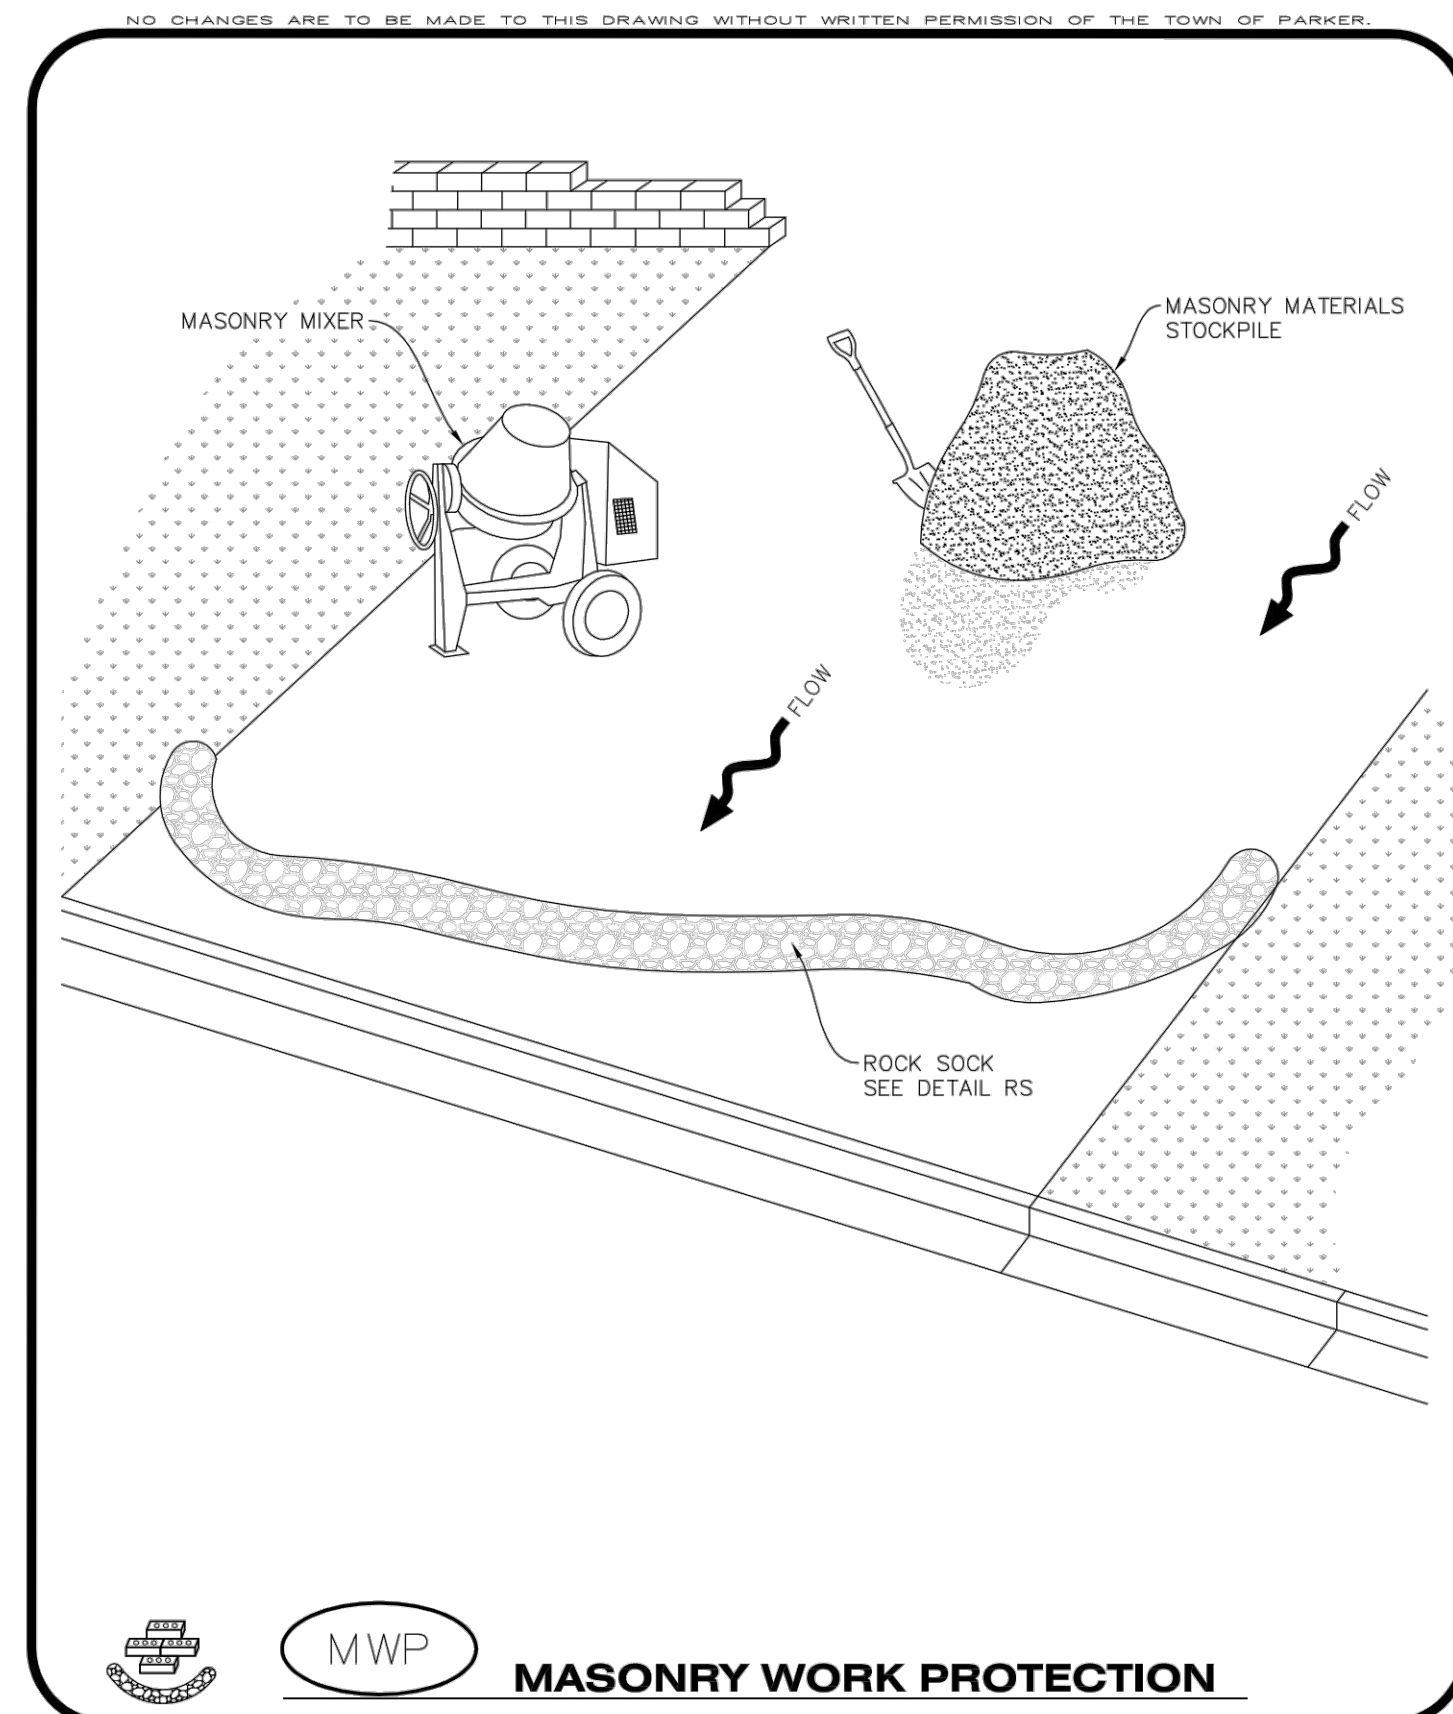 NO CHANGES ARE TO BE MADE TO THIS DRAWING WITHOUT WRITTEN PERMISSION OF THE TOWN OF PARKER.
MASONRY MIXER
MASONRY MATERIALS
STOCKPILE
FLOW
FLOW
ROCK SOCK
SEE DETAIL RS
MWP
MASONRY WORK PROTECTION